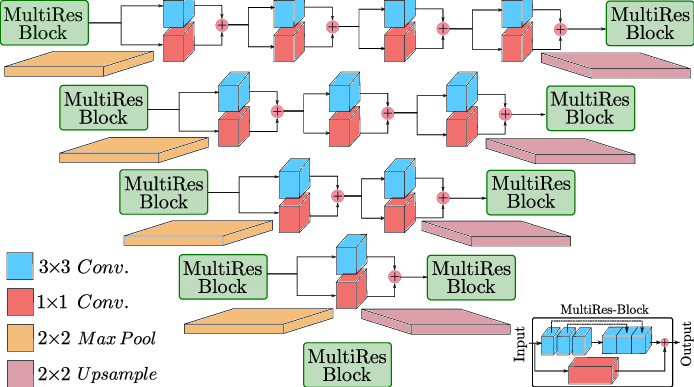 MultiRes
Block
MultiRes
Block
MultiRes
Block
MultiRes
Block
MultiRes
Block
MultiRes
Block
MultiRes
Block
MultiRes
Block
MultiRes
Block
3×3 Conv.
1×1 Conv.
2×2 Max Pool
2×2 Upsample
MultiRes-Block
Input
Output